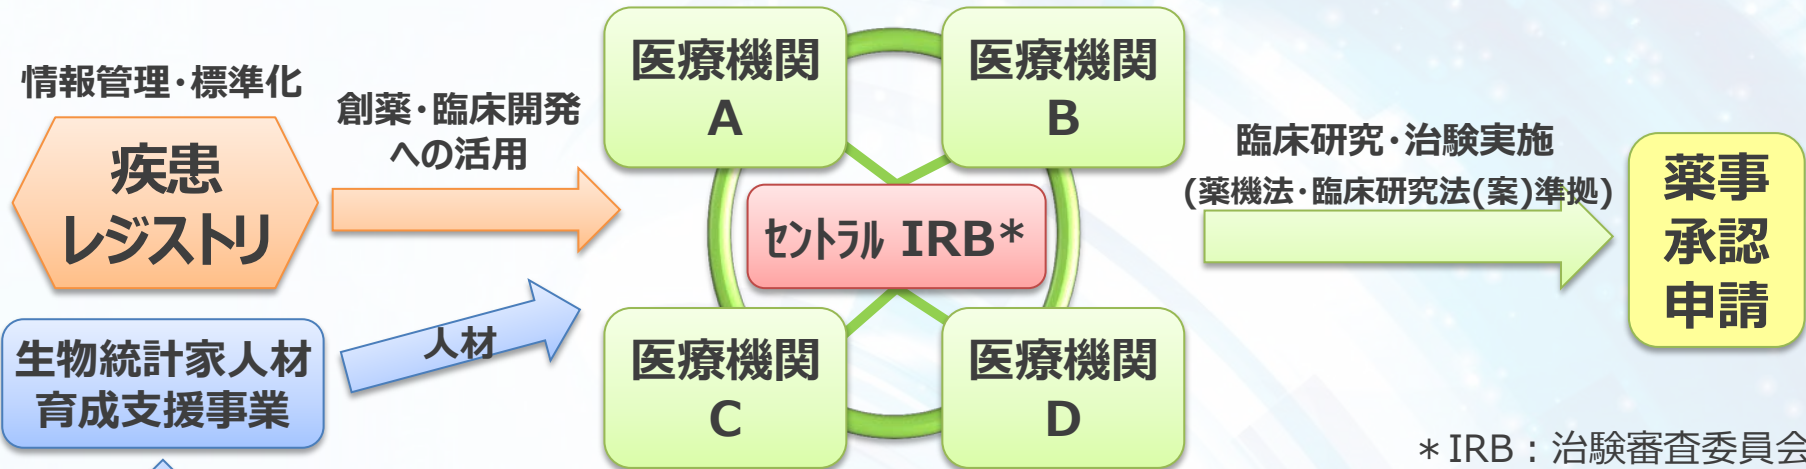 情報管理・標準化
疾患
レジストリ
創薬・臨床開発
への活用
生物統計家人材
育成支援事業
人材
医療機関
A
医療機関
B
セントラル IRB*
医療機関
C
医療機関
D
臨床研究・治験実施
(薬機法・臨床研究法(案)準拠)
薬事
承認
申請
*IRB:治験審査委員会